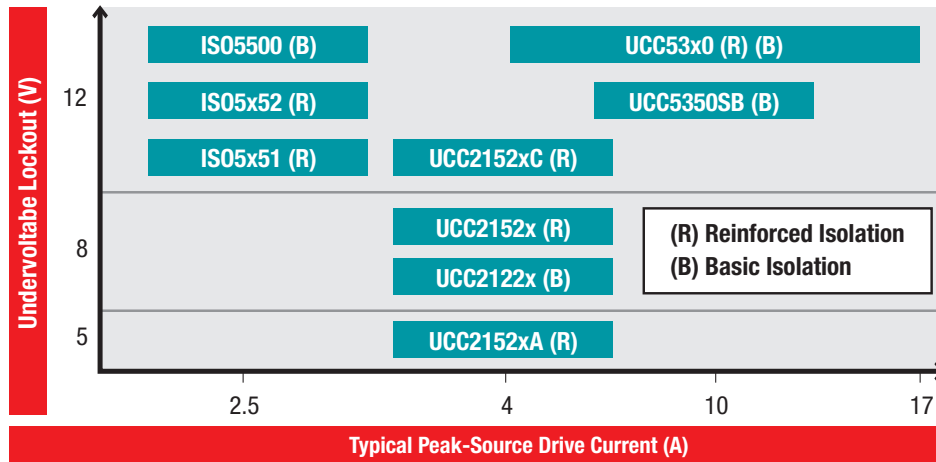 Undervoltabe Lockout (V)
12
8
5
ISO5500 (B)
UCC53x0 (R) (B)
ISO5x52 (R)
UCC5350SB (B)
ISO5x51 (R)
UCC2152xC (R)
UCC2152x (R)
UCC2122x (B)
(R) Reinforced Isolation
(B) Basic Isolation
UCC2152xA (R)
2.5
4
10
17
Typical Peak-Source Drive Current (A)